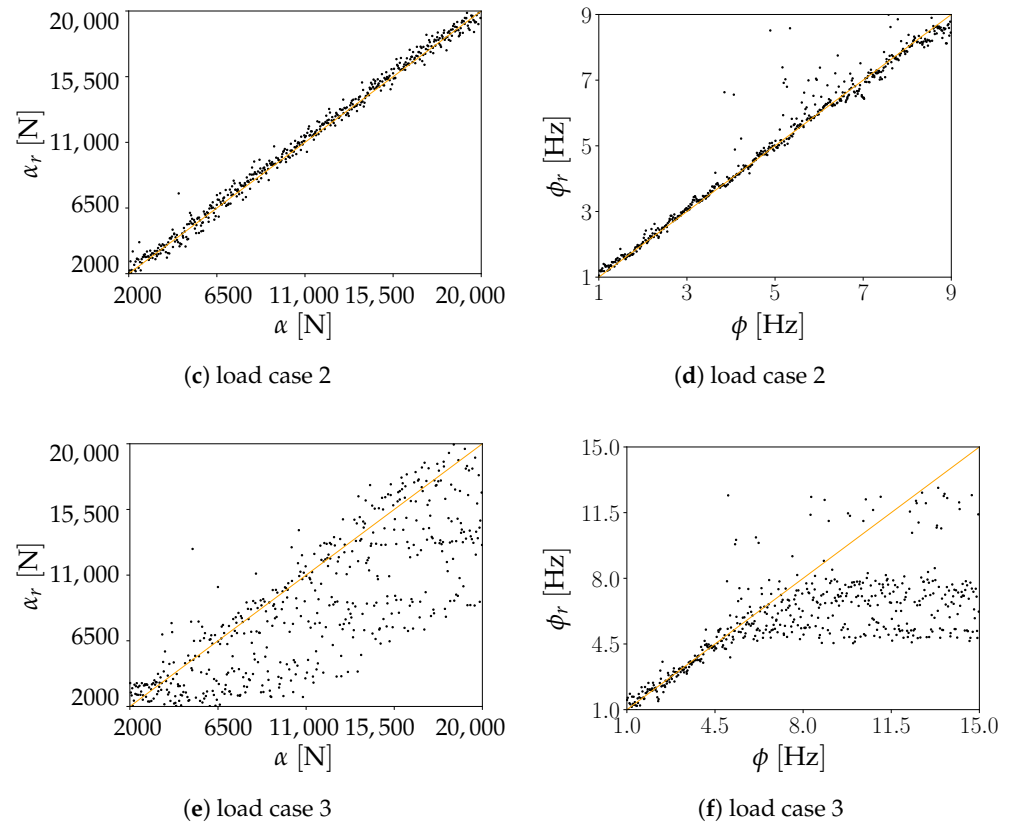 20,000
15,500
11,000
6500
2000
αr [N]
2000 6500 11,000 15,500 20,000
α [N]
(c) load case 2
9
7
5
3
1
ϕr [Hz]
1 3 5 7 9
ϕ [Hz]
(d) load case 2
20,000
15,500
11,000
6500
2000
αr [N]
2000 6500 11,000 15,500 20,000
α [N]
(e) load case 3
15.0
11.5
8.0
4.5
1.0
ϕr [Hz]
1.0 4.5 8.0 11.5 15.0
ϕ [Hz]
(f) load case 3